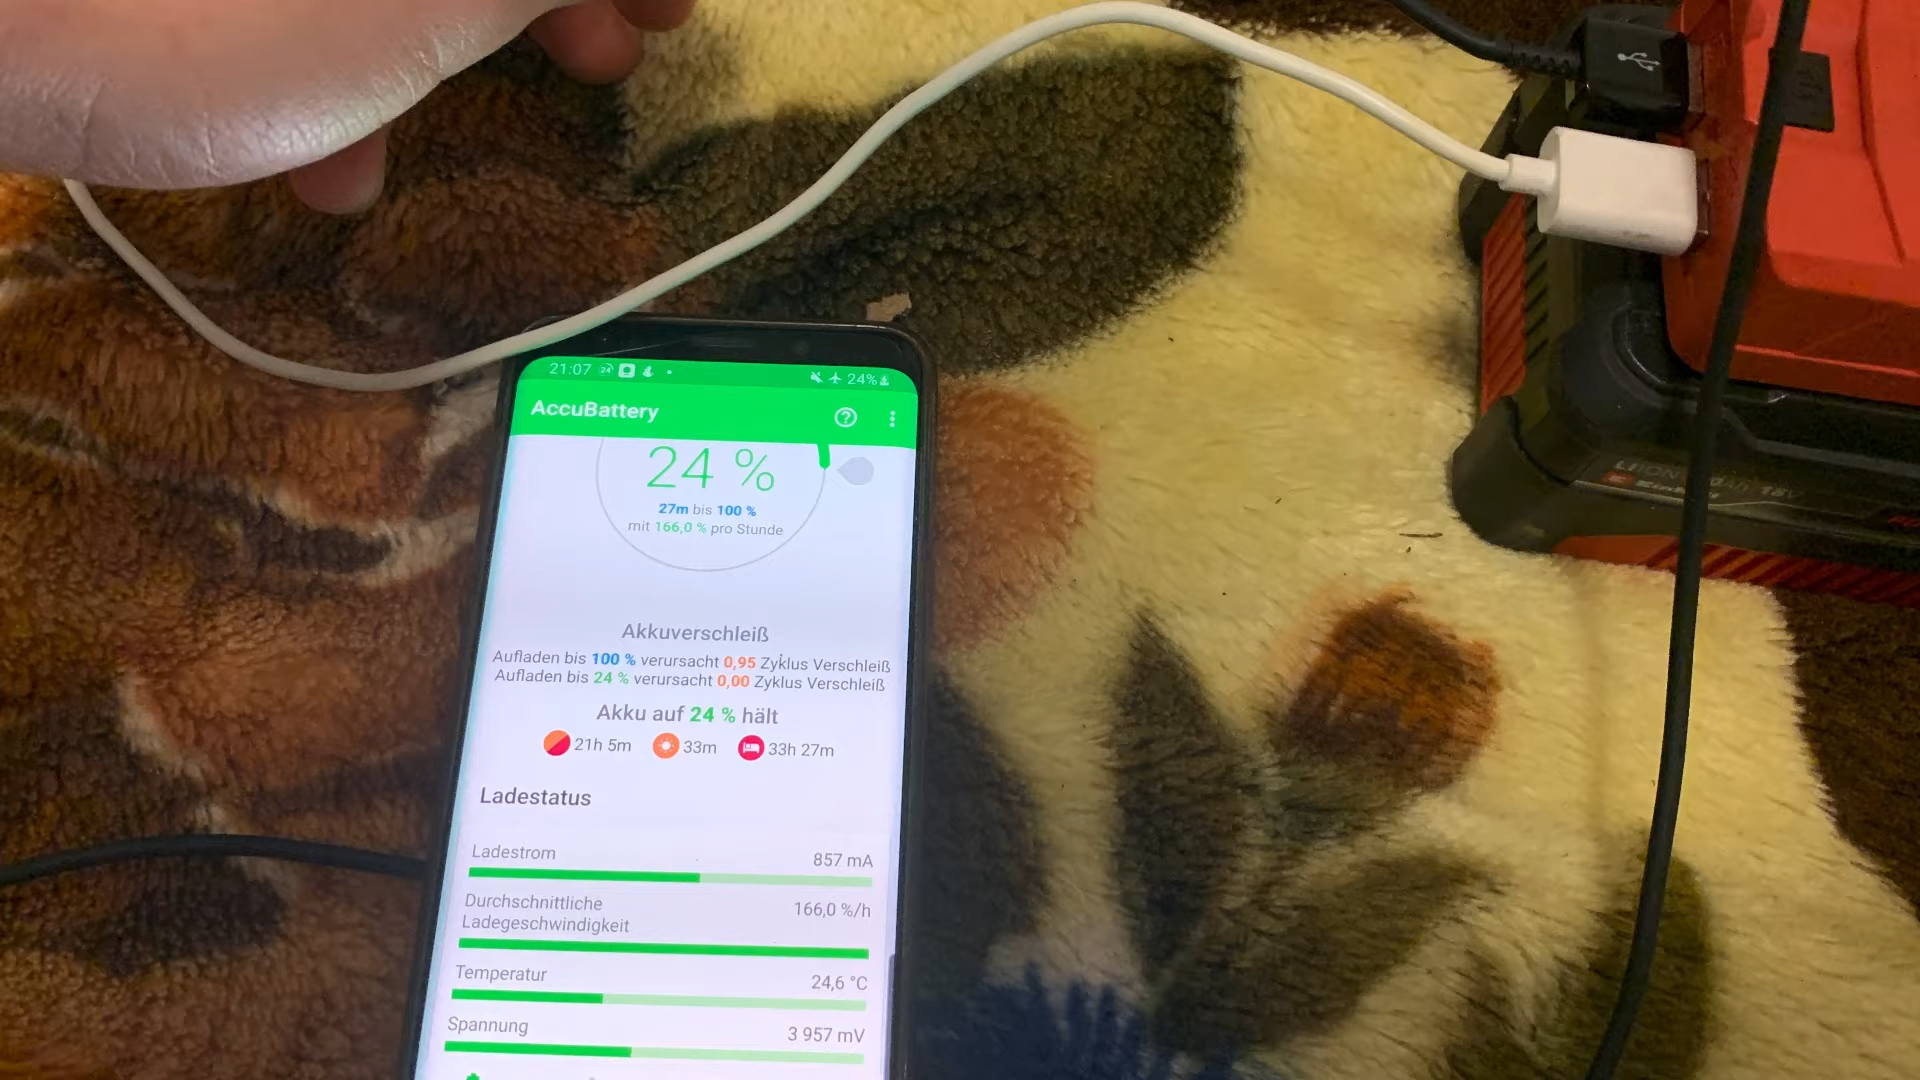 21:07 24%
AccuBattery
24 %
27m bis 100 %
mit 166,0 % pro Stunde
Akkuverschleiß
Aufladen bis 100 % verursacht 0,95 Zyklus Verschleiß
Aufladen bis 24 % verursacht 0,00 Zyklus Verschleiß
Akku auf 24 % hält
21h 5m 33m 33h 27m
Ladestatus
Ladestrom 857 mA
Durchschnittliche
Ladegeschwindigkeit 166,0 %/h
Temperatur 24,6 °C
Spannung 3 957 mV
18V